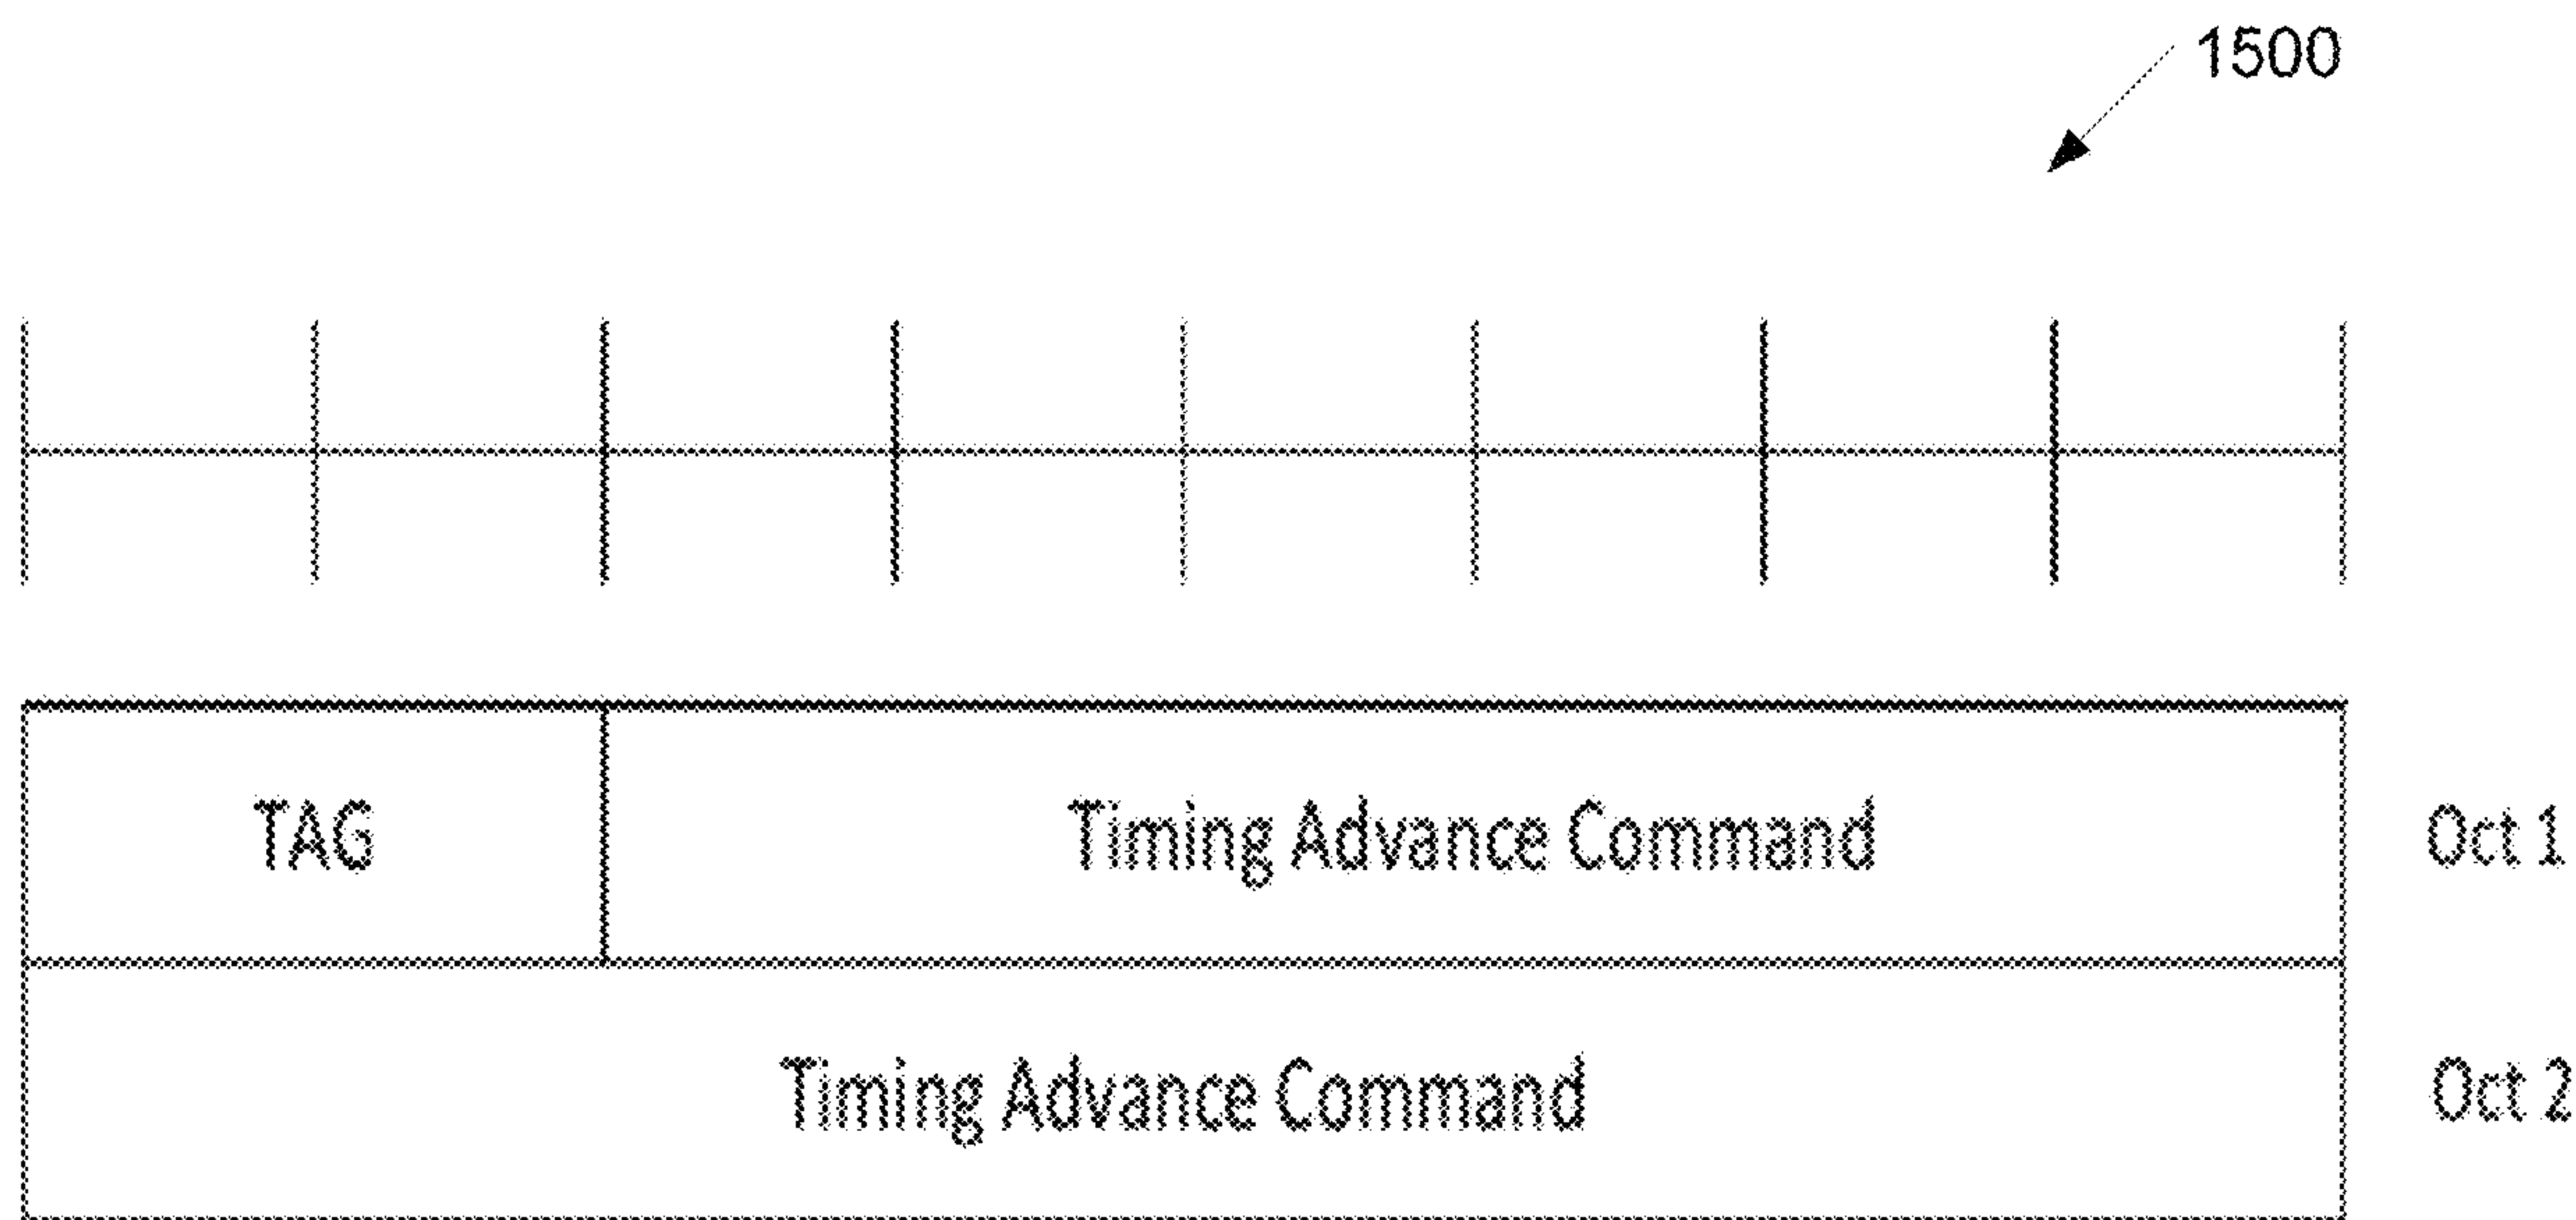 1500
TAG Timing Advance Command Oct 1
Timing Advance Command Oct 2